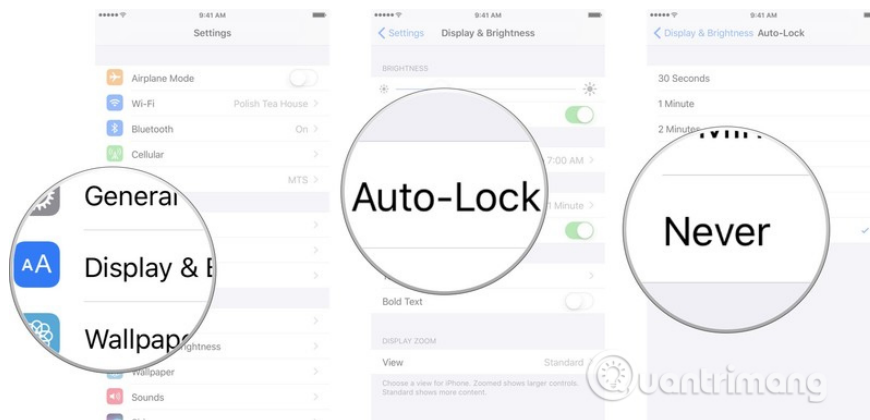 9:41 AM
Settings
Airplane Mode
Wi-Fi Polish Tea House
Bluetooth On
Cellular
MTS
General
Display & B
Wallpape
ghtness
Wallpaper
Sounds
9:41 AM
Settings Display & Brightness
BRIGHTNESS
7:00 AM
Auto-Lock
1 Minute
Bold Text
DISPLAY ZOOM
View Standard
Choose a view for iPhone. Zoomed shows larger controls.
Standard shows more content.
9:41 AM
Display & Brightness Auto-Lock
30 Seconds
1 Minute
2 Minutes
Never
Quantrimang